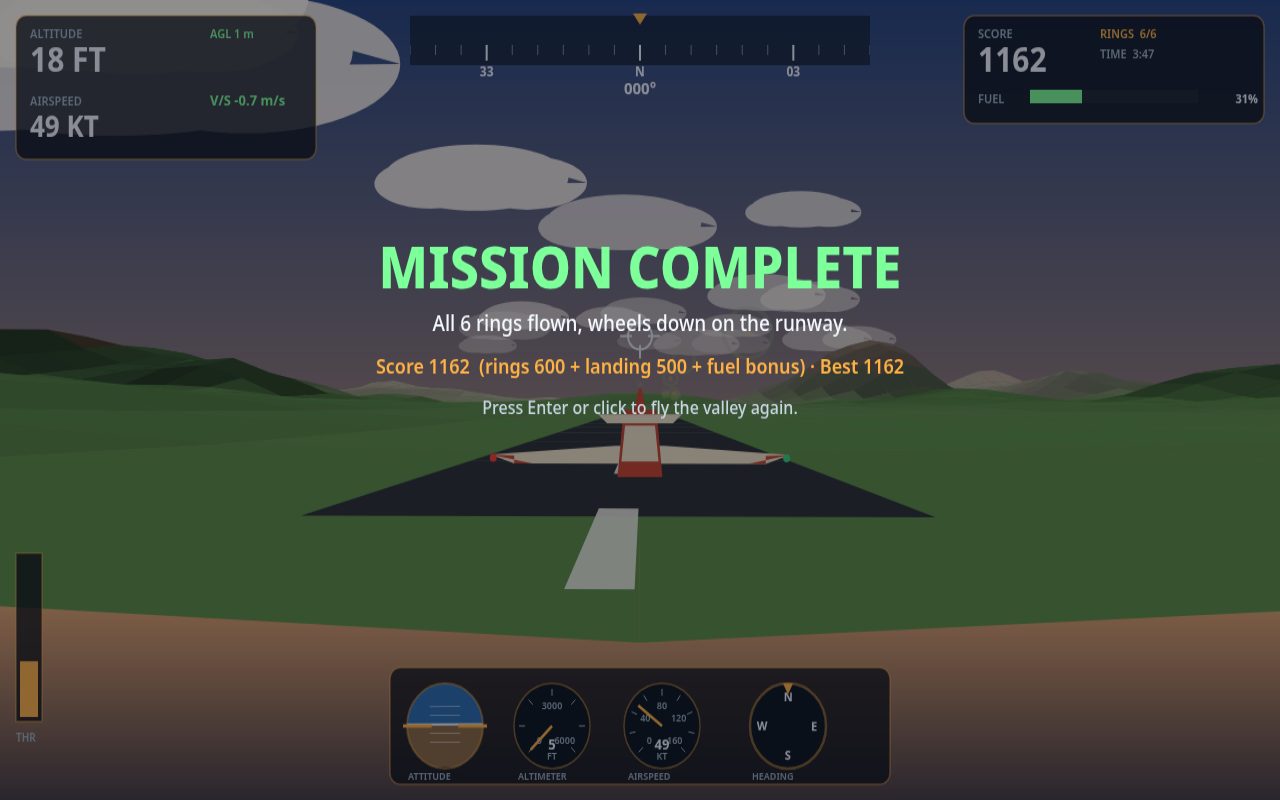 ALTITUDE
AGL 1 m
18 FT
AIRSPEED
V/S -0.7 m/s
49 KT
33
N
03
000°
SCORE
RINGS 6/6
1162
TIME 3:47
FUEL
31%
MISSION COMPLETE
All 6 rings flown, wheels down on the runway.
Score 1162 (rings 600 + landing 500 + fuel bonus) · Best 1162
Press Enter or click to fly the valley again.
THR
3000
0
5
6000
FT
80
40
120
0
49
160
KT
N
W
E
S
ATTITUDE
ALTIMETER
AIRSPEED
HEADING